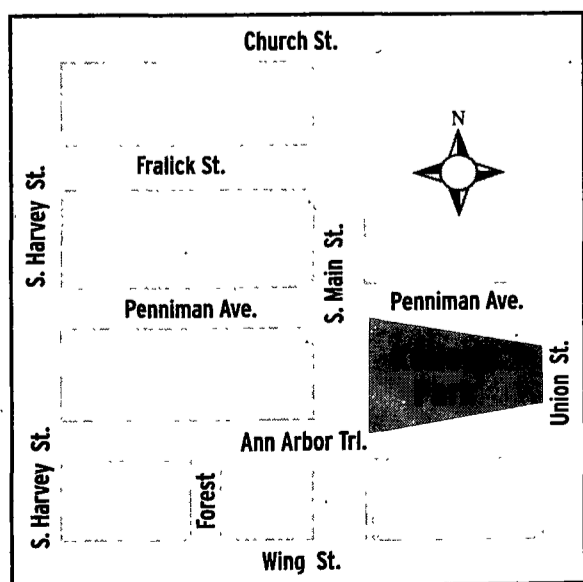 Church St.
N
Fralick St.
S. Harvey St.
S. Main St.
Penniman Ave.
Penniman Ave.
Union St.
Ann Arbor Trl.
S. Harvey St.
Forest
Wing St.